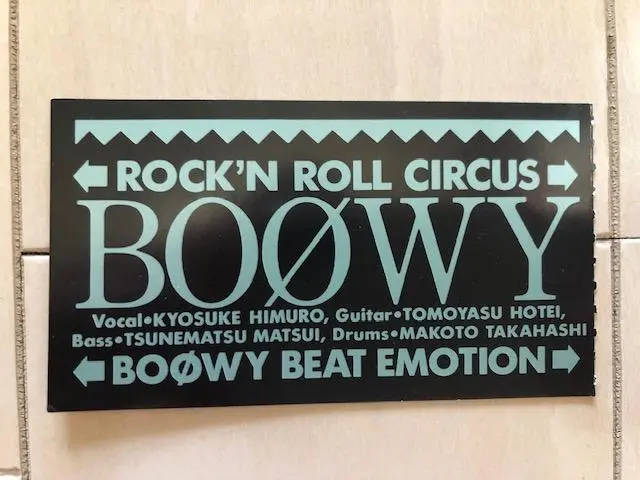 ROCK'N ROLL CIRCUS
BOØWY
Vocal•KYOSUKE HIMURO, Guitar•TOMOYASU HOTEI,
Bass•TSUNEMATSU MATSUI, Drums•MAKOTO TAKAHASHI
BOØWY BEAT EMOTION